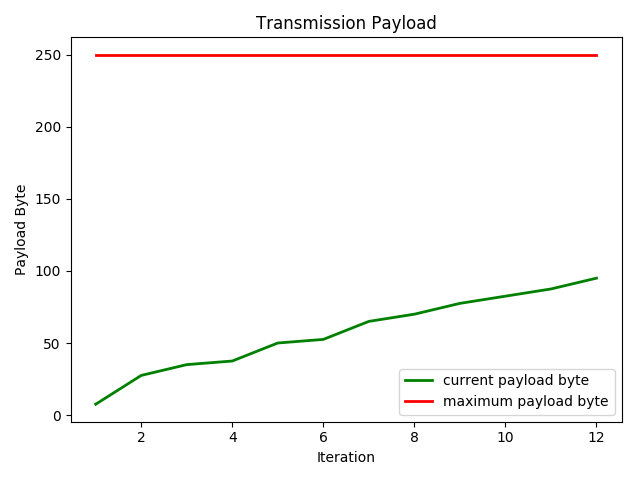 Transmission Payload
250
200
150
100
50
0
Payload Byte
2
4
6
8
10
12
Iteration
current payload byte
maximum payload byte